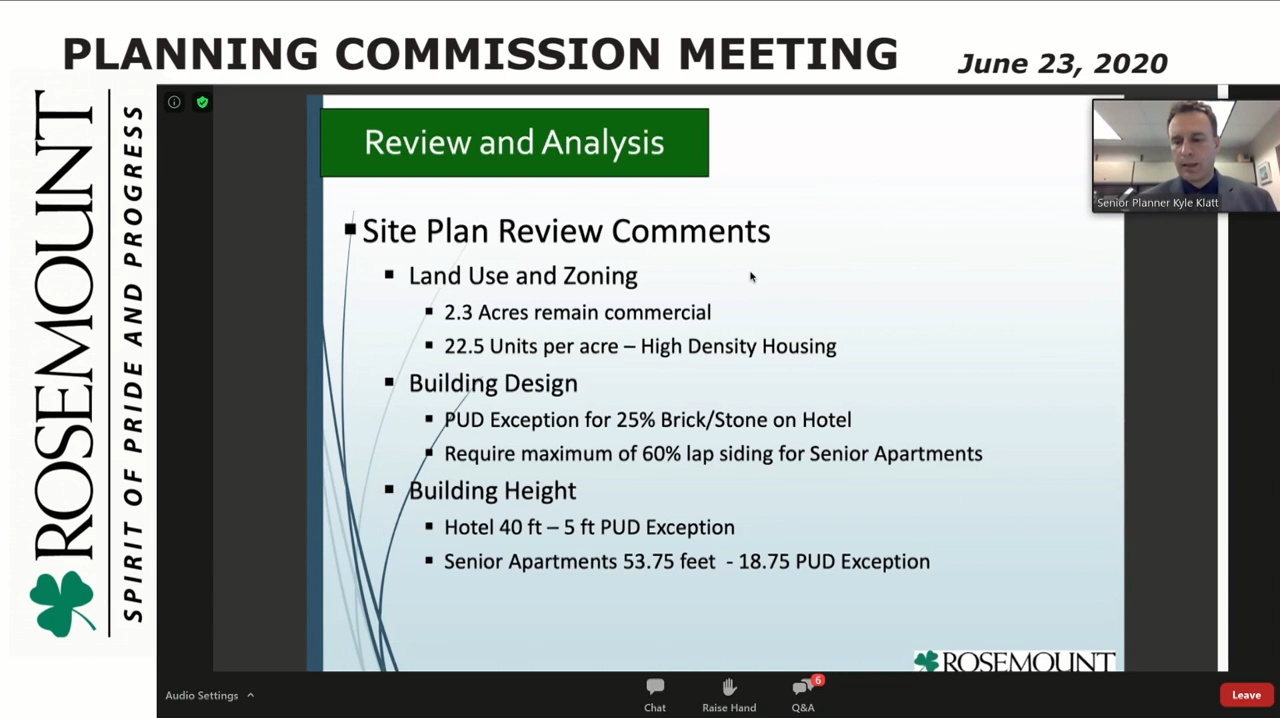 PLANNING COMMISSION MEETING
June 23, 2020
ROSEMOUNT
SPIRIT OF PRIDE AND PROGRESS
Review and Analysis
Senior Planner Kyle Klatt
Site Plan Review Comments
Land Use and Zoning
2.3 Acres remain commercial
22.5 Units per acre – High Density Housing
Building Design
PUD Exception for 25% Brick/Stone on Hotel
Require maximum of 60% lap siding for Senior Apartments
Building Height
Hotel 40 ft – 5 ft PUD Exception
Senior Apartments 53.75 feet - 18.75 PUD Exception
ROSEMOUNT
Audio Settings
Chat
Raise Hand
6
Q&A
Leave